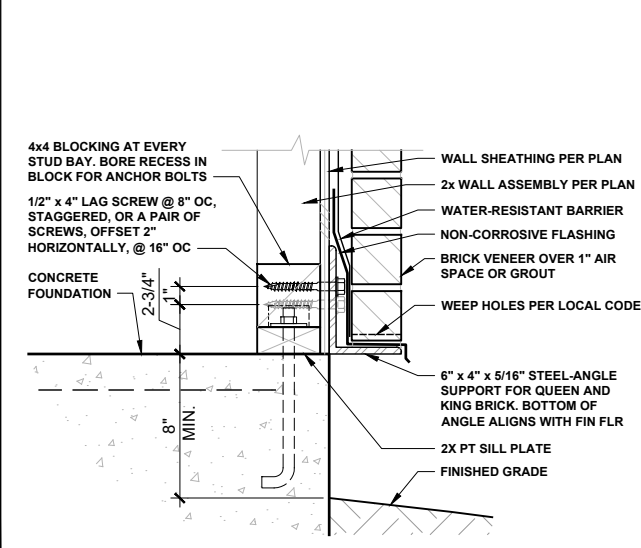 4x4 BLOCKING AT EVERY
STUD BAY. BORE RECESS IN
BLOCK FOR ANCHOR BOLTS
1/2" x 4" LAG SCREW @ 8" OC,
STAGGERED, OR A PAIR OF
SCREWS, OFFSET 2"
HORIZONTALLY, @ 16" OC
CONCRETE
FOUNDATION
2-3/4"
1"
8"
MIN.
WALL SHEATHING PER PLAN
2x WALL ASSEMBLY PER PLAN
WATER-RESISTANT BARRIER
NON-CORROSIVE FLASHING
BRICK VENEER OVER 1" AIR
SPACE OR GROUT
WEEP HOLES PER LOCAL CODE
6" x 4" x 5/16" STEEL-ANGLE
SUPPORT FOR QUEEN AND
KING BRICK. BOTTOM OF
ANGLE ALIGNS WITH FIN FLR
2X PT SILL PLATE
FINISHED GRADE